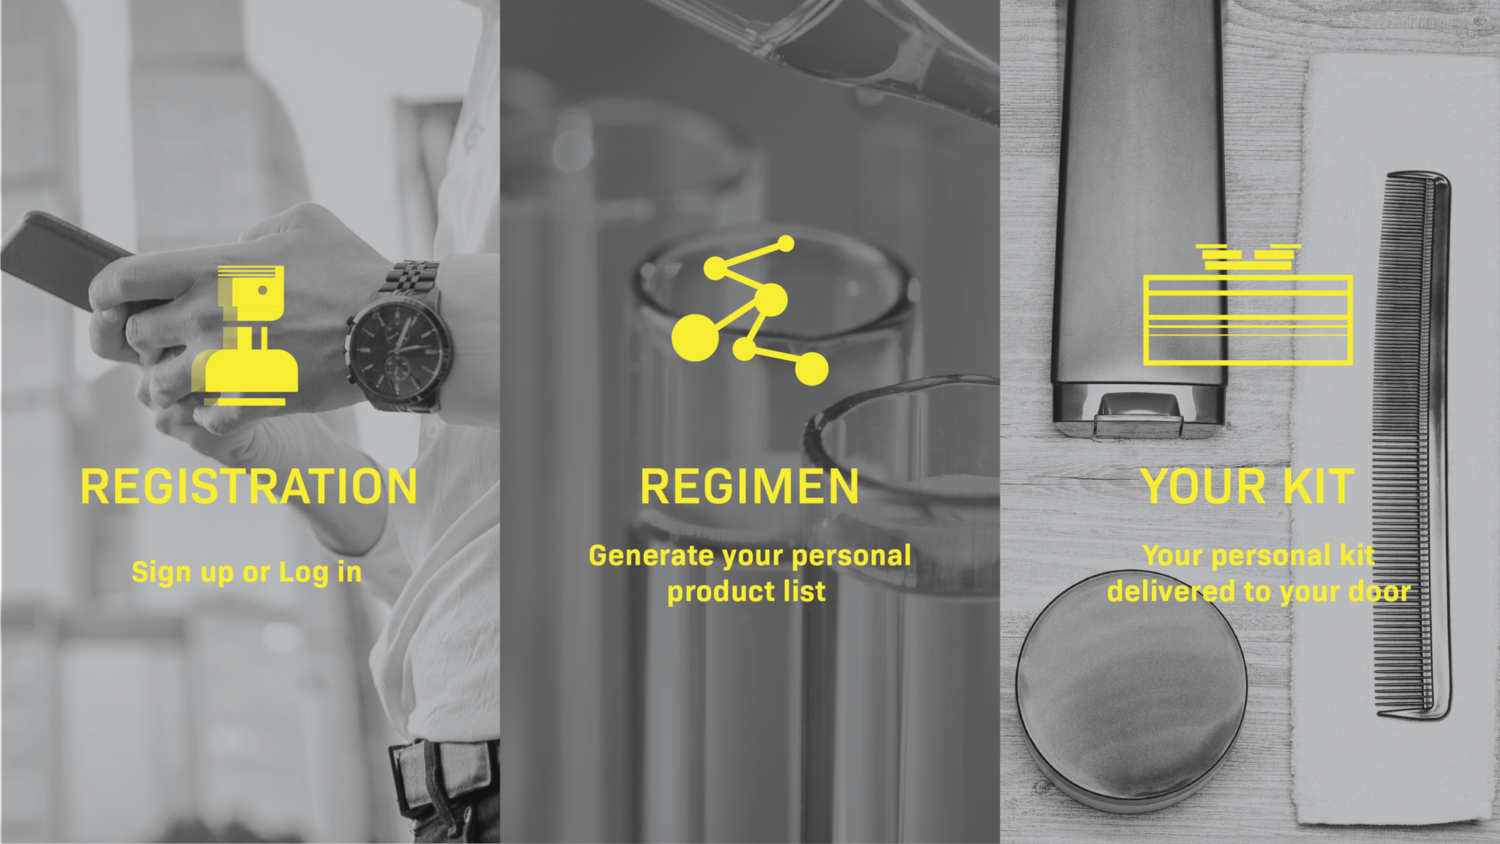 REGISTRATION
Sign up or Log in
REGIMEN
Generate your personal
product list
YOUR KIT
Your personal kit
delivered to your door